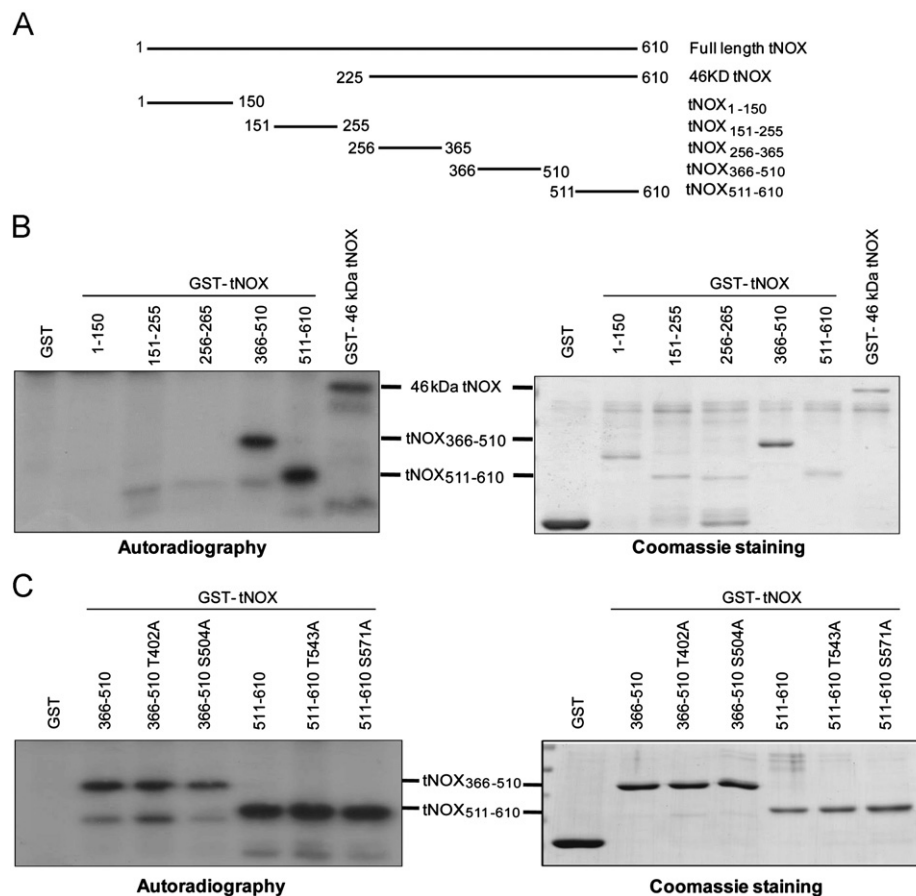 A
1 610 Full length tNOX
225 610 46KD tNOX
1 150 tNOX1-150
151 255 tNOX151-255
256 365 tNOX256-365
366 510 tNOX366-510
511 610 tNOX511-610
B
GST-tNOX
GST
1-150
151-255
256-265
366-510
511-610
GST- 46 kDa tNOX
GST-tNOX
GST
1-150
151-255
256-265
366-510
511-610
GST- 46 kDa tNOX
46kDa tNOX
tNOX366-510
tNOX511-610
Autoradiography
Coomassie staining
C
GST-tNOX
GST
366-510
366-510 T402A
366-510 S504A
511-610
511-610 T543A
511-610 S571A
GST-tNOX
GST
366-510
366-510 T402A
366-510 S504A
511-610
511-610 T543A
511-610 S571A
tNOX366-510
tNOX511-610
Autoradiography
Coomassie staining